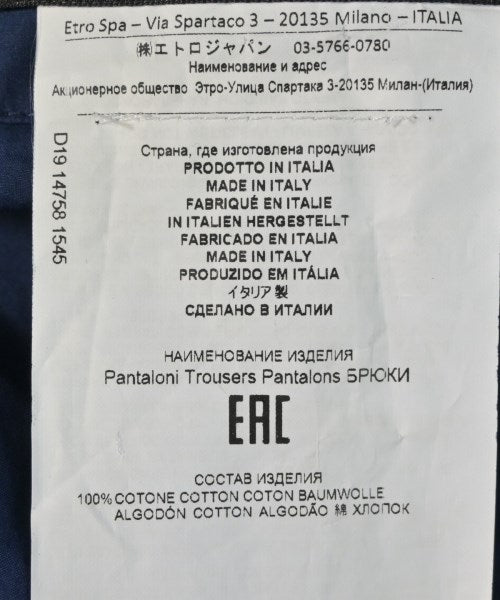 Etro Spa – Via Spartaco 3 – 20135 Milano – ITALIA
㈱エトロジャパン 03-5766-0780
Наименование и адрес
Акционерное общество Этро-Улица Спартака 3-20135 Милан-(Италия)
D19 14758 1545
Страна, где изготовлена продукция
PRODOTTO IN ITALIA
MADE IN ITALY
FABRIQUÉ EN ITALIE
IN ITALIEN HERGESTELLT
FABRICADO EN ITALIA
MADE IN ITALY
PRODUZIDO EM ITÁLIA
イタリア製
СДЕЛАНО В ИТАЛИИ
НАИМЕНОВАНИЕ ИЗДЕЛИЯ
Pantaloni Trousers Pantalons БРЮКИ
EAC
СОСТАВ ИЗДЕЛИЯ
100% COTONE COTTON COTON BAUMWOLLE
ALGODÓN COTTON ALGODÃO 綿 ХЛОПОК